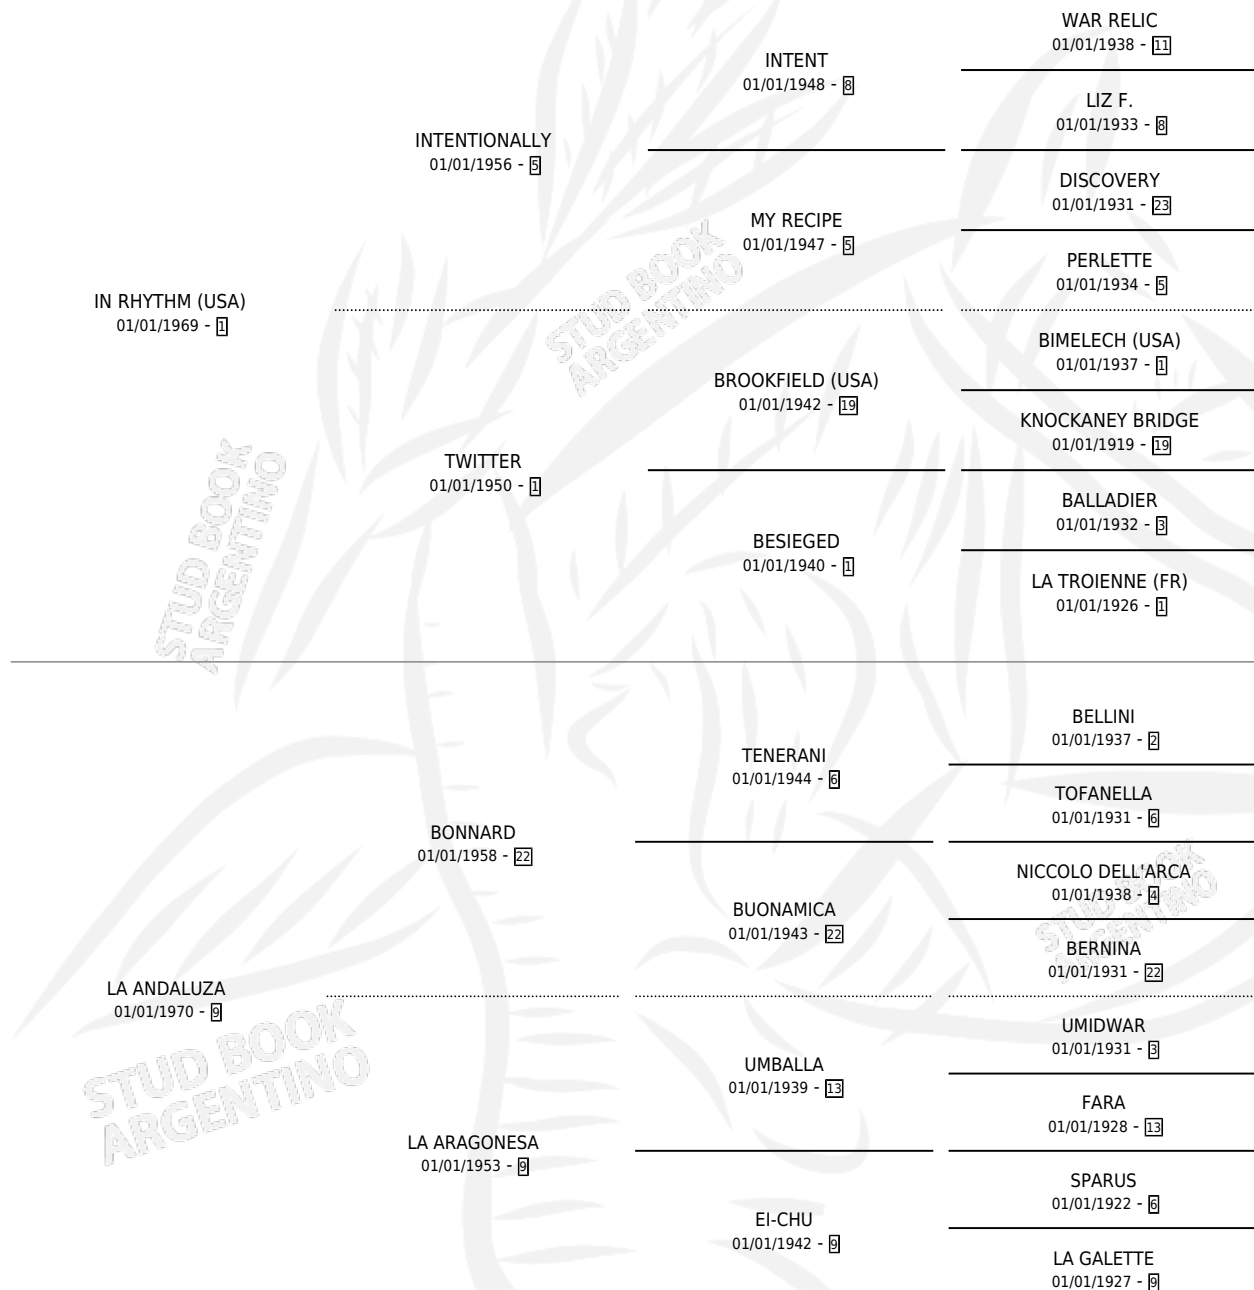 WAR RELIC
01/01/1938 - 11
INTENT
01/01/1948 - 8
LIZ F.
01/01/1933 - 8
INTENTIONALLY
01/01/1956 - 5
DISCOVERY
01/01/1931 - 23
MY RECIPE
01/01/1947 - 5
PERLETTE
01/01/1934 - 5
IN RHYTHM (USA)
01/01/1969 - 1
BIMELECH (USA)
01/01/1937 - 1
BROOKFIELD (USA)
01/01/1942 - 19
KNOCKANEY BRIDGE
01/01/1919 - 19
TWITTER
01/01/1950 - 1
BALLADIER
01/01/1932 - 3
BESIEGED
01/01/1940 - 1
LA TROIENNE (FR)
01/01/1926 - 1
STUD BOOK
ARGENTINO
STUD BOOK
ARGENTINO
BELLINI
01/01/1937 - 2
TENERANI
01/01/1944 - 6
TOFANELLA
01/01/1931 - 6
BONNARD
01/01/1958 - 22
NICCOLO DELL'ARCA
01/01/1938 - 4
BUONAMICA
01/01/1943 - 22
BERNINA
01/01/1931 - 22
LA ANDALUZA
01/01/1970 - 9
UMIDWAR
01/01/1931 - 3
UMBALLA
01/01/1939 - 13
FARA
01/01/1928 - 13
LA ARAGONESA
01/01/1953 - 9
SPARUS
01/01/1922 - 6
EI-CHU
01/01/1942 - 9
LA GALETTE
01/01/1927 - 9
STUD BOOK
ARGENTINO
STUD BOOK
ARGENTINO